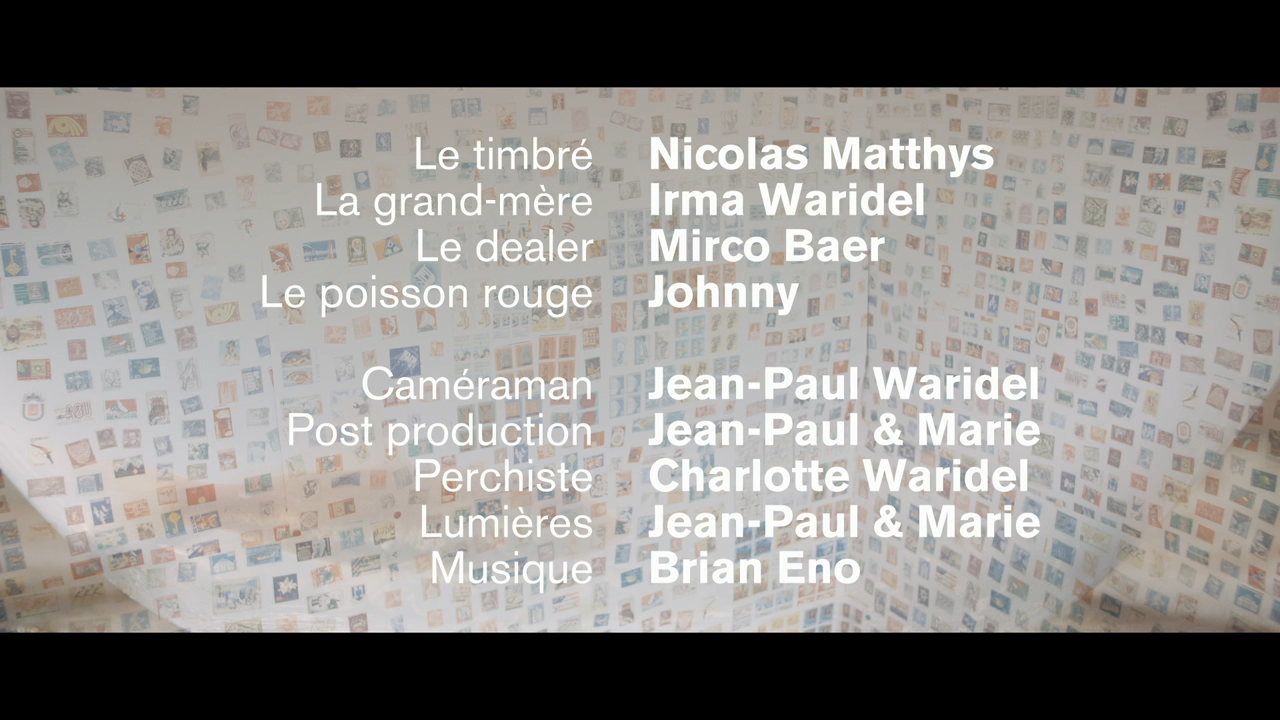 Le timbré Nicolas Matthys
La grand-mère Irma Waridel
Le dealer Mirco Baer
Le poisson rouge Johnny
Caméraman Jean-Paul Waridel
Post production Jean-Paul & Marie
Perchiste Charlotte Waridel
Lumières Jean-Paul & Marie
Musique Brian Eno